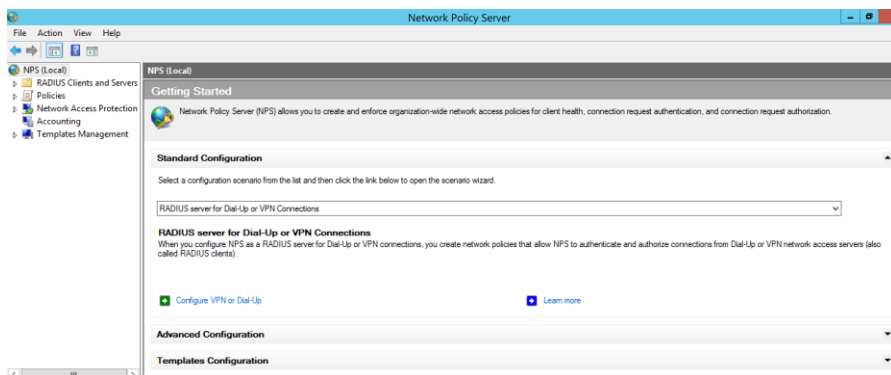 Network Policy Server
File Action View Help
NPS (Local)
RADIUS Clients and Servers
Policies
Network Access Protection
Accounting
Templates Management
NPS (Local)
Getting Started
Network Policy Server (NPS) allows you to create and enforce organization-wide network access policies for client health, connection request authentication, and connection request authorization.
Standard Configuration
Select a configuration scenario from the list and then click the link below to open the scenario wizard.
RADIUS server for Dial-Up or VPN Connections
RADIUS server for Dial-Up or VPN Connections
When you configure NPS as a RADIUS server for Dial-Up or VPN connections, you create network policies that allow NPS to authenticate and authorize connections from Dial-Up or VPN network access servers (also
called RADIUS clients).
Configure VPN or Dial-Up
Learn more
Advanced Configuration
Templates Configuration